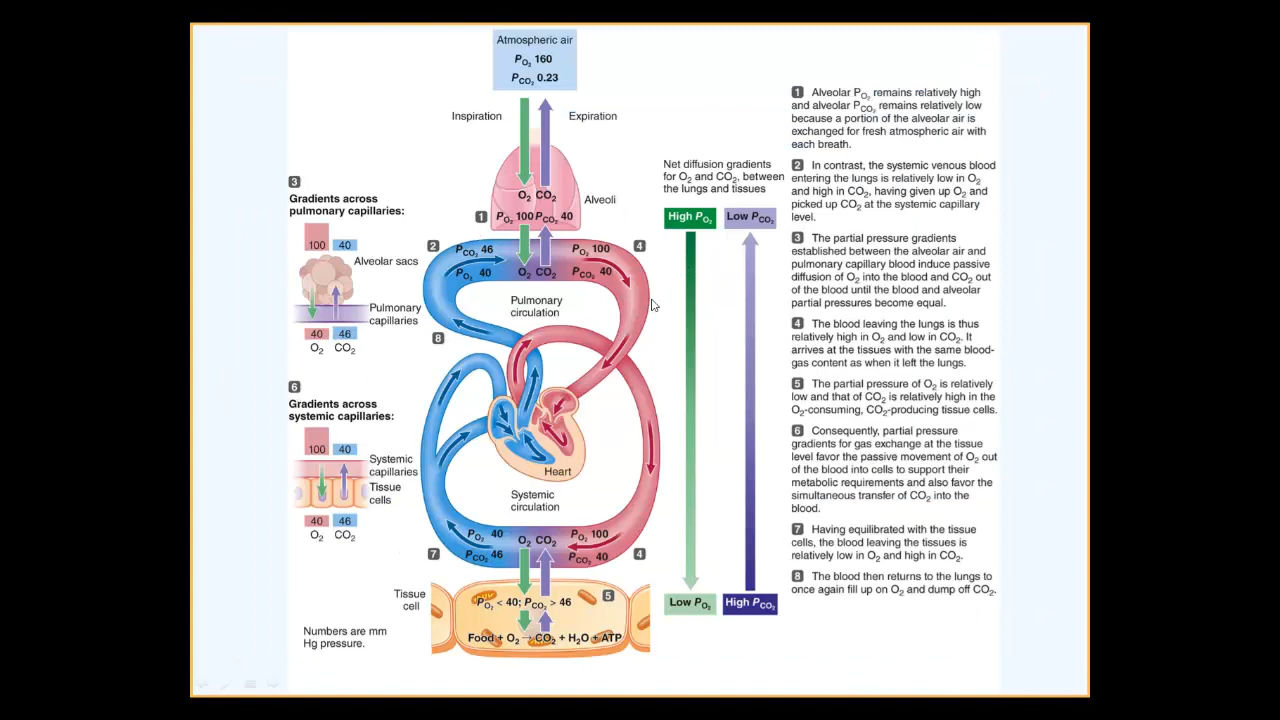 Atmospheric air
PO2 160
PCO2 0.23
Inspiration
Expiration
O2 CO2
Alveoli
1
PO2 100 PCO2 40
3
Gradients across
pulmonary capillaries:
100 40
Alveolar sacs
Pulmonary
capillaries
40 46
O2 CO2
2
PCO2 46
PO2 40
O2 CO2
PO2 100
PCO2 40
4
Pulmonary
circulation
8
6
Gradients across
systemic capillaries:
100 40
Systemic
capillaries
Tissue
cells
40 46
O2 CO2
Heart
Systemic
circulation
PO2 40
PCO2 46
O2 CO2
PO2 100
PCO2 40
7
4
Tissue
cell
5
PO2 < 40; PCO2 > 46
Food + O2 → CO2 + H2O + ATP
Numbers are mm
Hg pressure.
Net diffusion gradients
for O2 and CO2, between
the lungs and tissues
High PO2
Low PCO2
Low PO2
High PCO2
1 Alveolar PO2 remains relatively high
and alveolar PCO2 remains relatively low
because a portion of the alveolar air is
exchanged for fresh atmospheric air with
each breath.
2 In contrast, the systemic venous blood
entering the lungs is relatively low in O2
and high in CO2, having given up O2 and
picked up CO2 at the systemic capillary
level.
3 The partial pressure gradients
established between the alveolar air and
pulmonary capillary blood induce passive
diffusion of O2 into the blood and CO2 out
of the blood until the blood and alveolar
partial pressures become equal.
4 The blood leaving the lungs is thus
relatively high in O2 and low in CO2. It
arrives at the tissues with the same blood-
gas content as when it left the lungs.
5 The partial pressure of O2 is relatively
low and that of CO2 is relatively high in the
O2-consuming, CO2-producing tissue cells.
6 Consequently, partial pressure
gradients for gas exchange at the tissue
level favor the passive movement of O2 out
of the blood into cells to support their
metabolic requirements and also favor the
simultaneous transfer of CO2 into the
blood.
7 Having equilibrated with the tissue
cells, the blood leaving the tissues is
relatively low in O2 and high in CO2.
8 The blood then returns to the lungs to
once again fill up on O2 and dump off CO2.